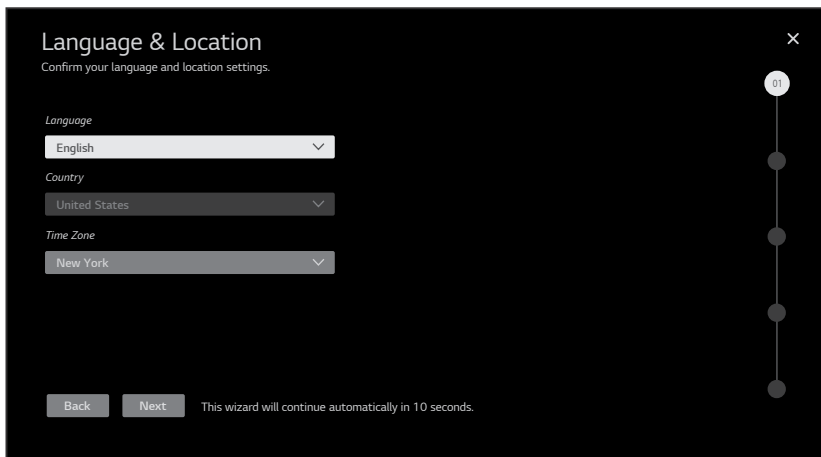 Language & Location
Confirm your language and location settings.
01
Language
English
Country
United States
Time Zone
New York
Back Next This wizard will continue automatically in 10 seconds.